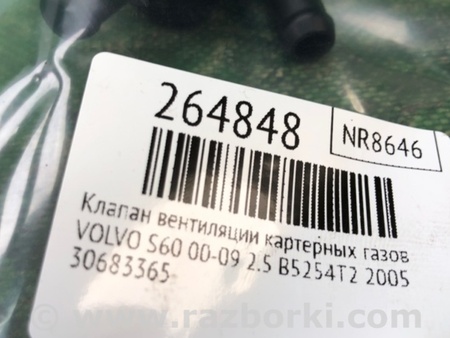 264848
NR8646
Клапан вентиляции картерных газов
VOLVO S60 00-09 2.5 B5254T2 2005
30683365
www.razborki.com